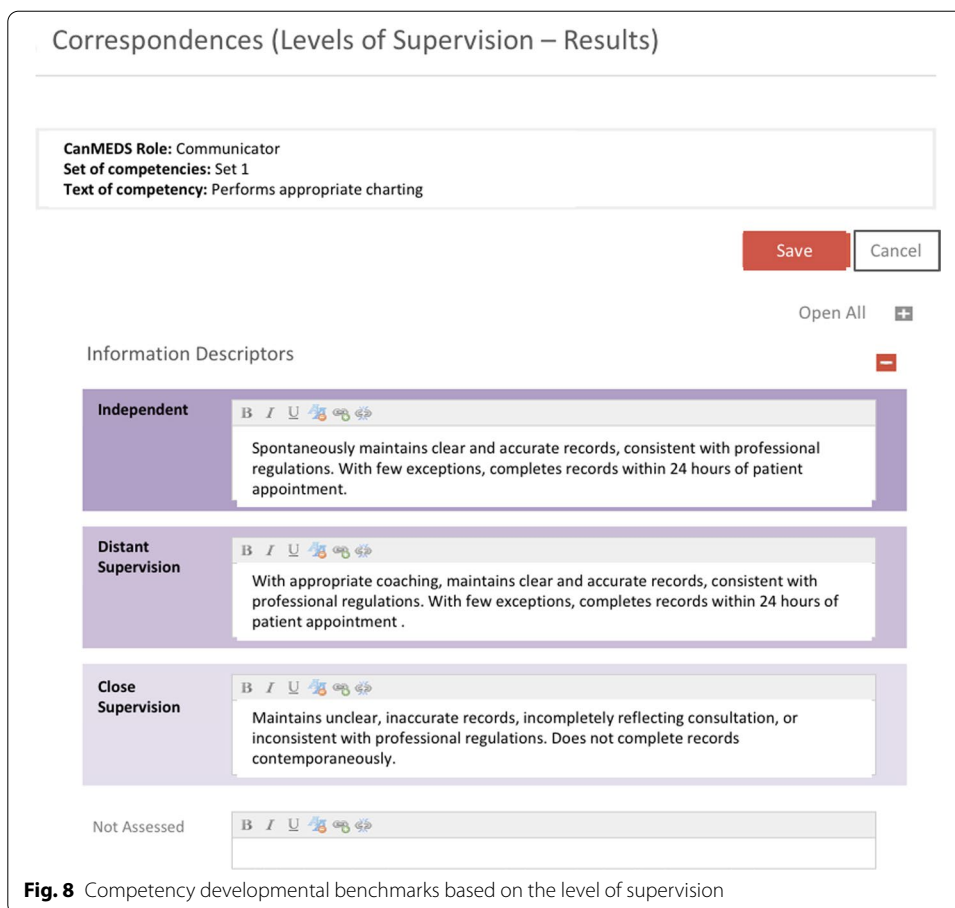 Correspondences (Levels of Supervision – Results)
CanMEDS Role: Communicator
Set of competencies: Set 1
Text of competency: Performs appropriate charting
Save Cancel
Open All
Information Descriptors
Independent
B I U
Spontaneously maintains clear and accurate records, consistent with professional
regulations. With few exceptions, completes records within 24 hours of patient
appointment.
Distant
Supervision
B I U
With appropriate coaching, maintains clear and accurate records, consistent with
professional regulations. With few exceptions, completes records within 24 hours of
patient appointment .
Close
Supervision
B I U
Maintains unclear, inaccurate records, incompletely reflecting consultation, or
inconsistent with professional regulations. Does not complete records
contemporaneously.
Not Assessed
B I U
Fig. 8 Competency developmental benchmarks based on the level of supervision